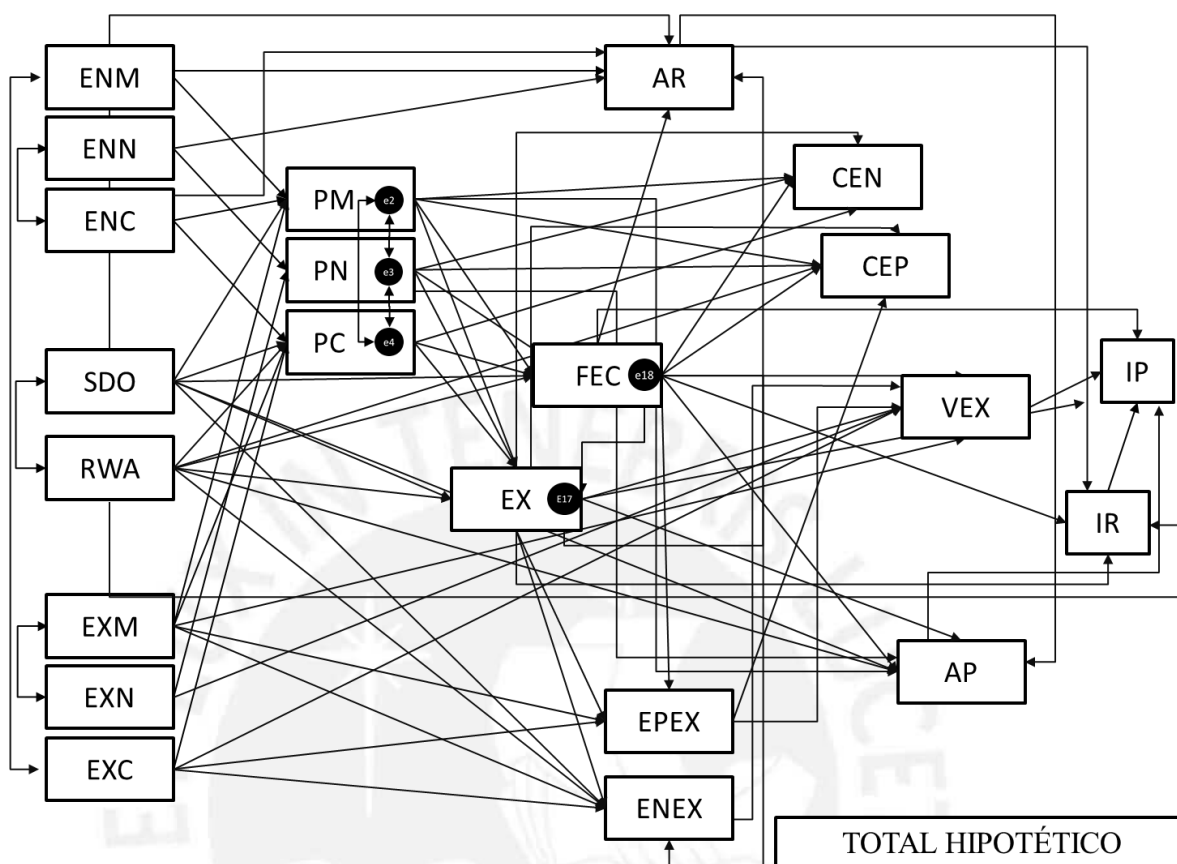 ENM
AR
ENN
CEN
PM e2
ENC
CEP
PN e3
PC e4
IP
SDO
FEC e18
VEX
RWA
EX E17
IR
EXM
AP
EXN
EPEX
EXC
ENEX
TOTAL HIPOTÉTICO